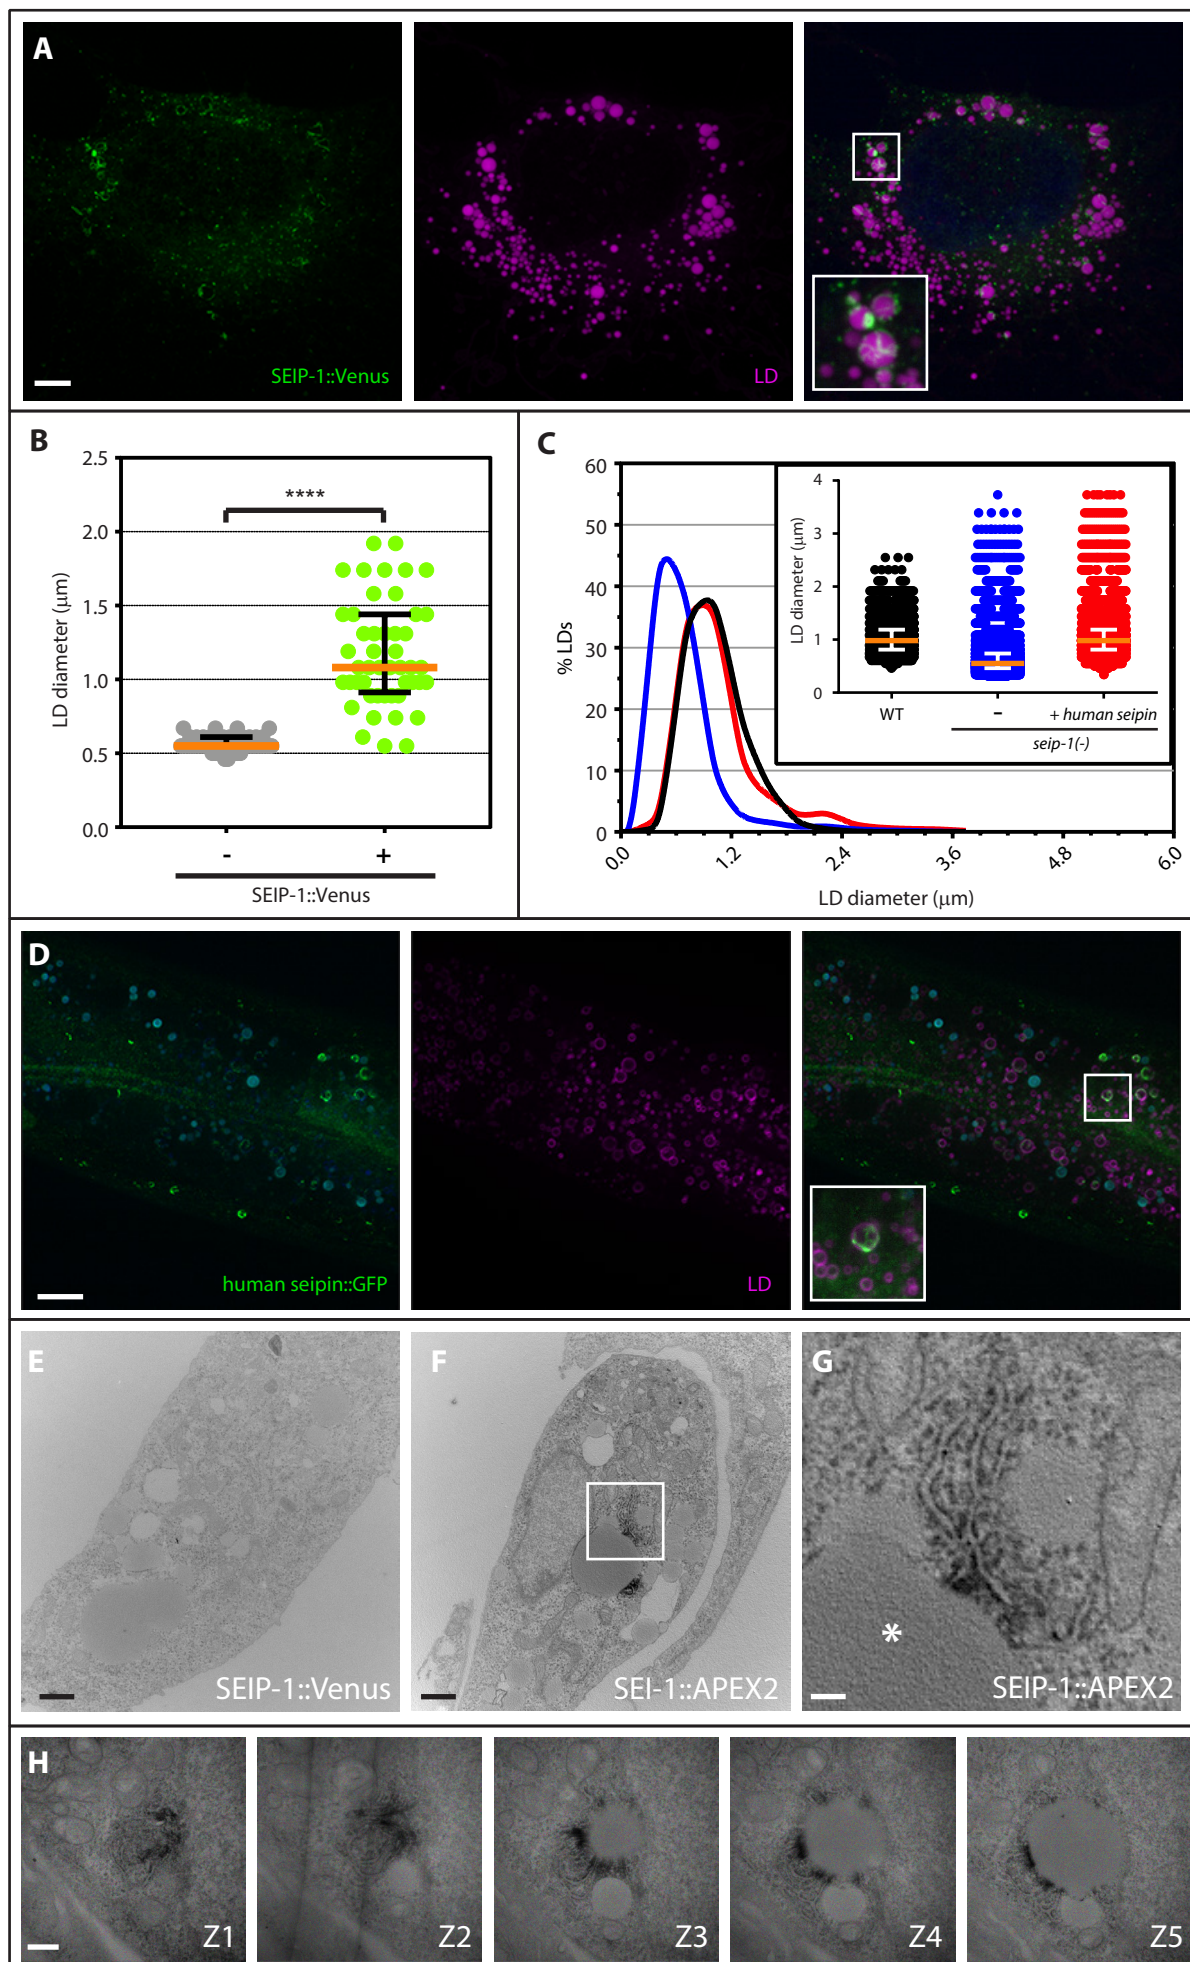 A
SEIP-1::Venus
LD
B
LD diameter (μm)
2.5
2.0
1.5
1.0
0.5
0.0
****
-
+
SEIP-1::Venus
C
% LDs
60
50
40
30
20
10
0
0.0
1.2
2.4
3.6
4.8
6.0
LD diameter (μm)
LD diameter (μm)
4
3
2
1
0
WT
-
+ human seipin
seip-1(-)
D
human seipin::GFP
LD
E
SEIP-1::Venus
F
SEI-1::APEX2
G
*
SEIP-1::APEX2
H
Z1
Z2
Z3
Z4
Z5